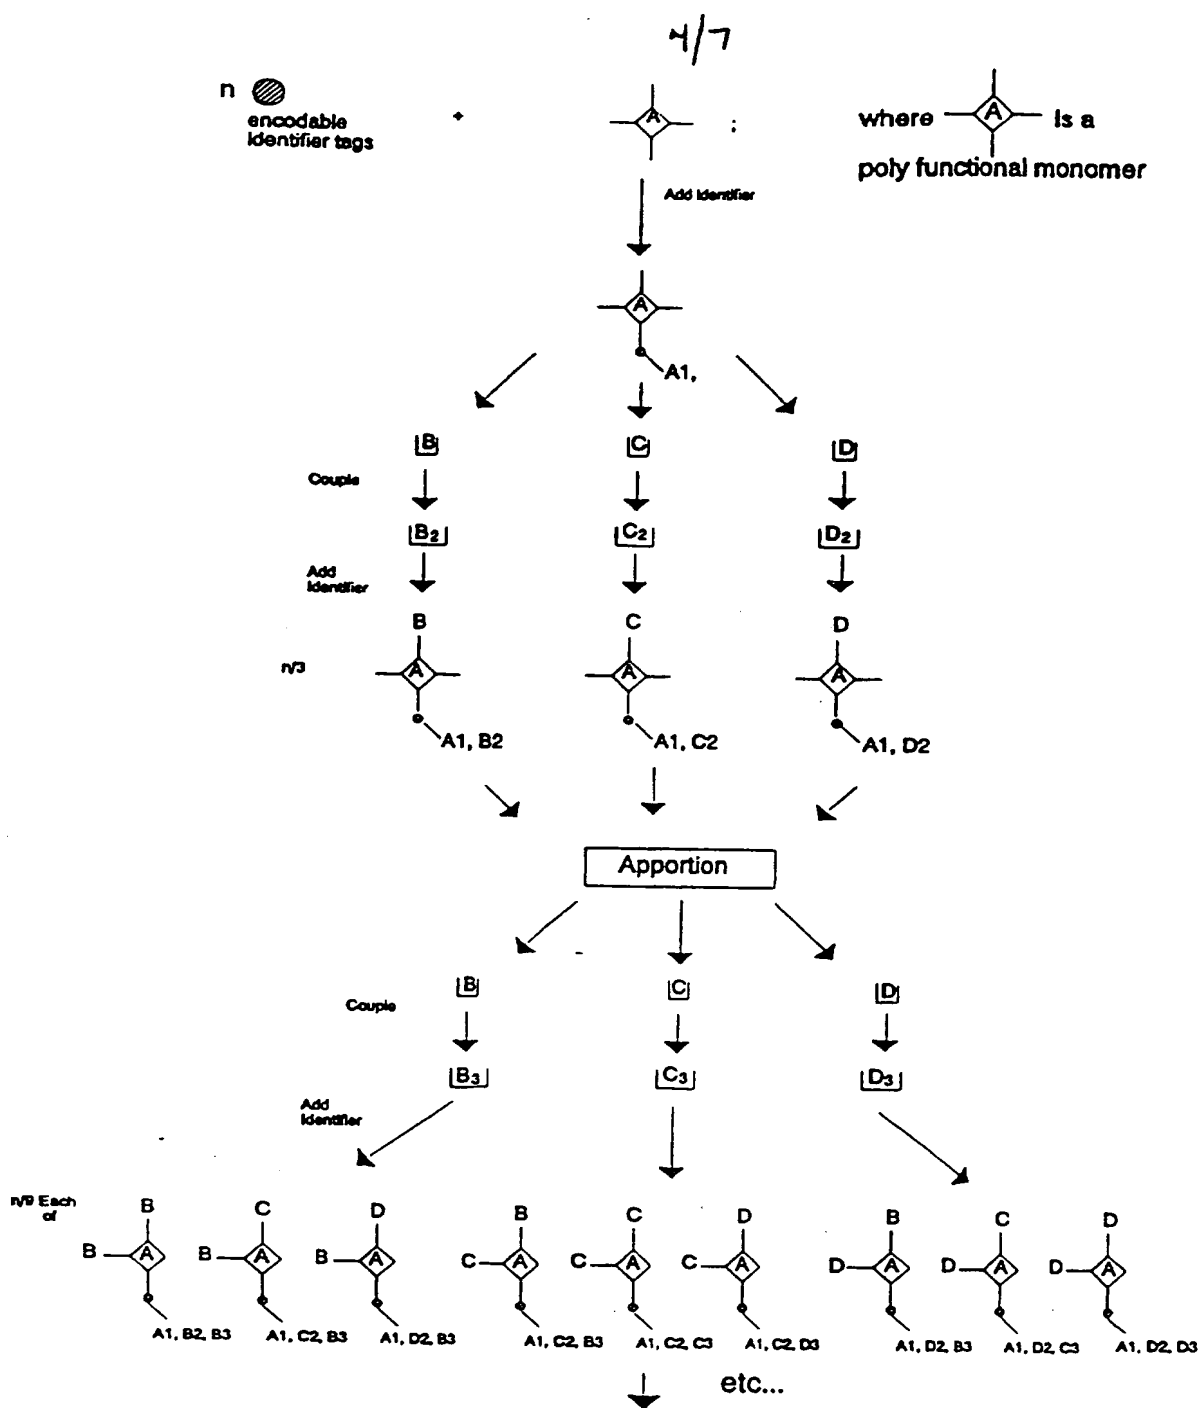 4/7
n
encodable
identifier tags
+
A
;
where A is a
poly functional monomer
Add Identifier
A
A1,
B C D
Couple
B2 C2 D2
Add
Identifier
B C D
n/3
A A A
A1, B2 A1, C2 A1, D2
Apportion
B C D
Couple
B3 C3 D3
Add
Identifier
n/9 Each
of
B C D B C D B C D
B A B A B A C A C A C A D A D A D A
A1, B2, B3 A1, C2, B3 A1, D2, B3 A1, C2, B3 A1, C2, C3 A1, C2, D3 A1, D2, B3 A1, D2, C3 A1, D2, D3
etc...